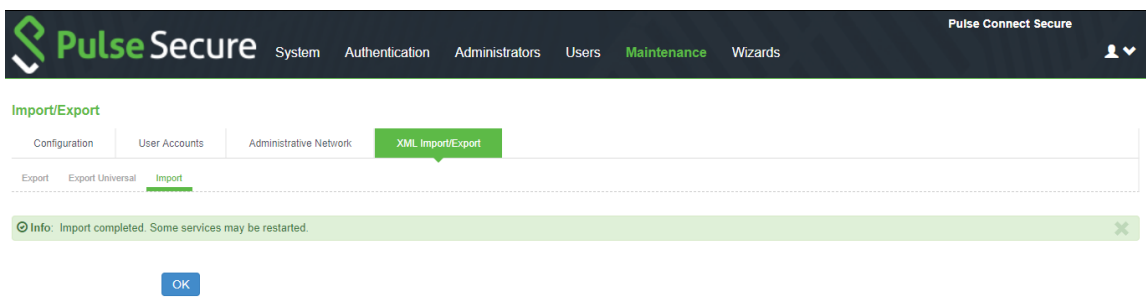 Pulse Connect Secure
Pulse Secure System Authentication Administrators Users Maintenance Wizards
Import/Export
Configuration User Accounts Administrative Network XML Import/Export
Export Export Universal Import
Info: Import completed. Some services may be restarted.
OK